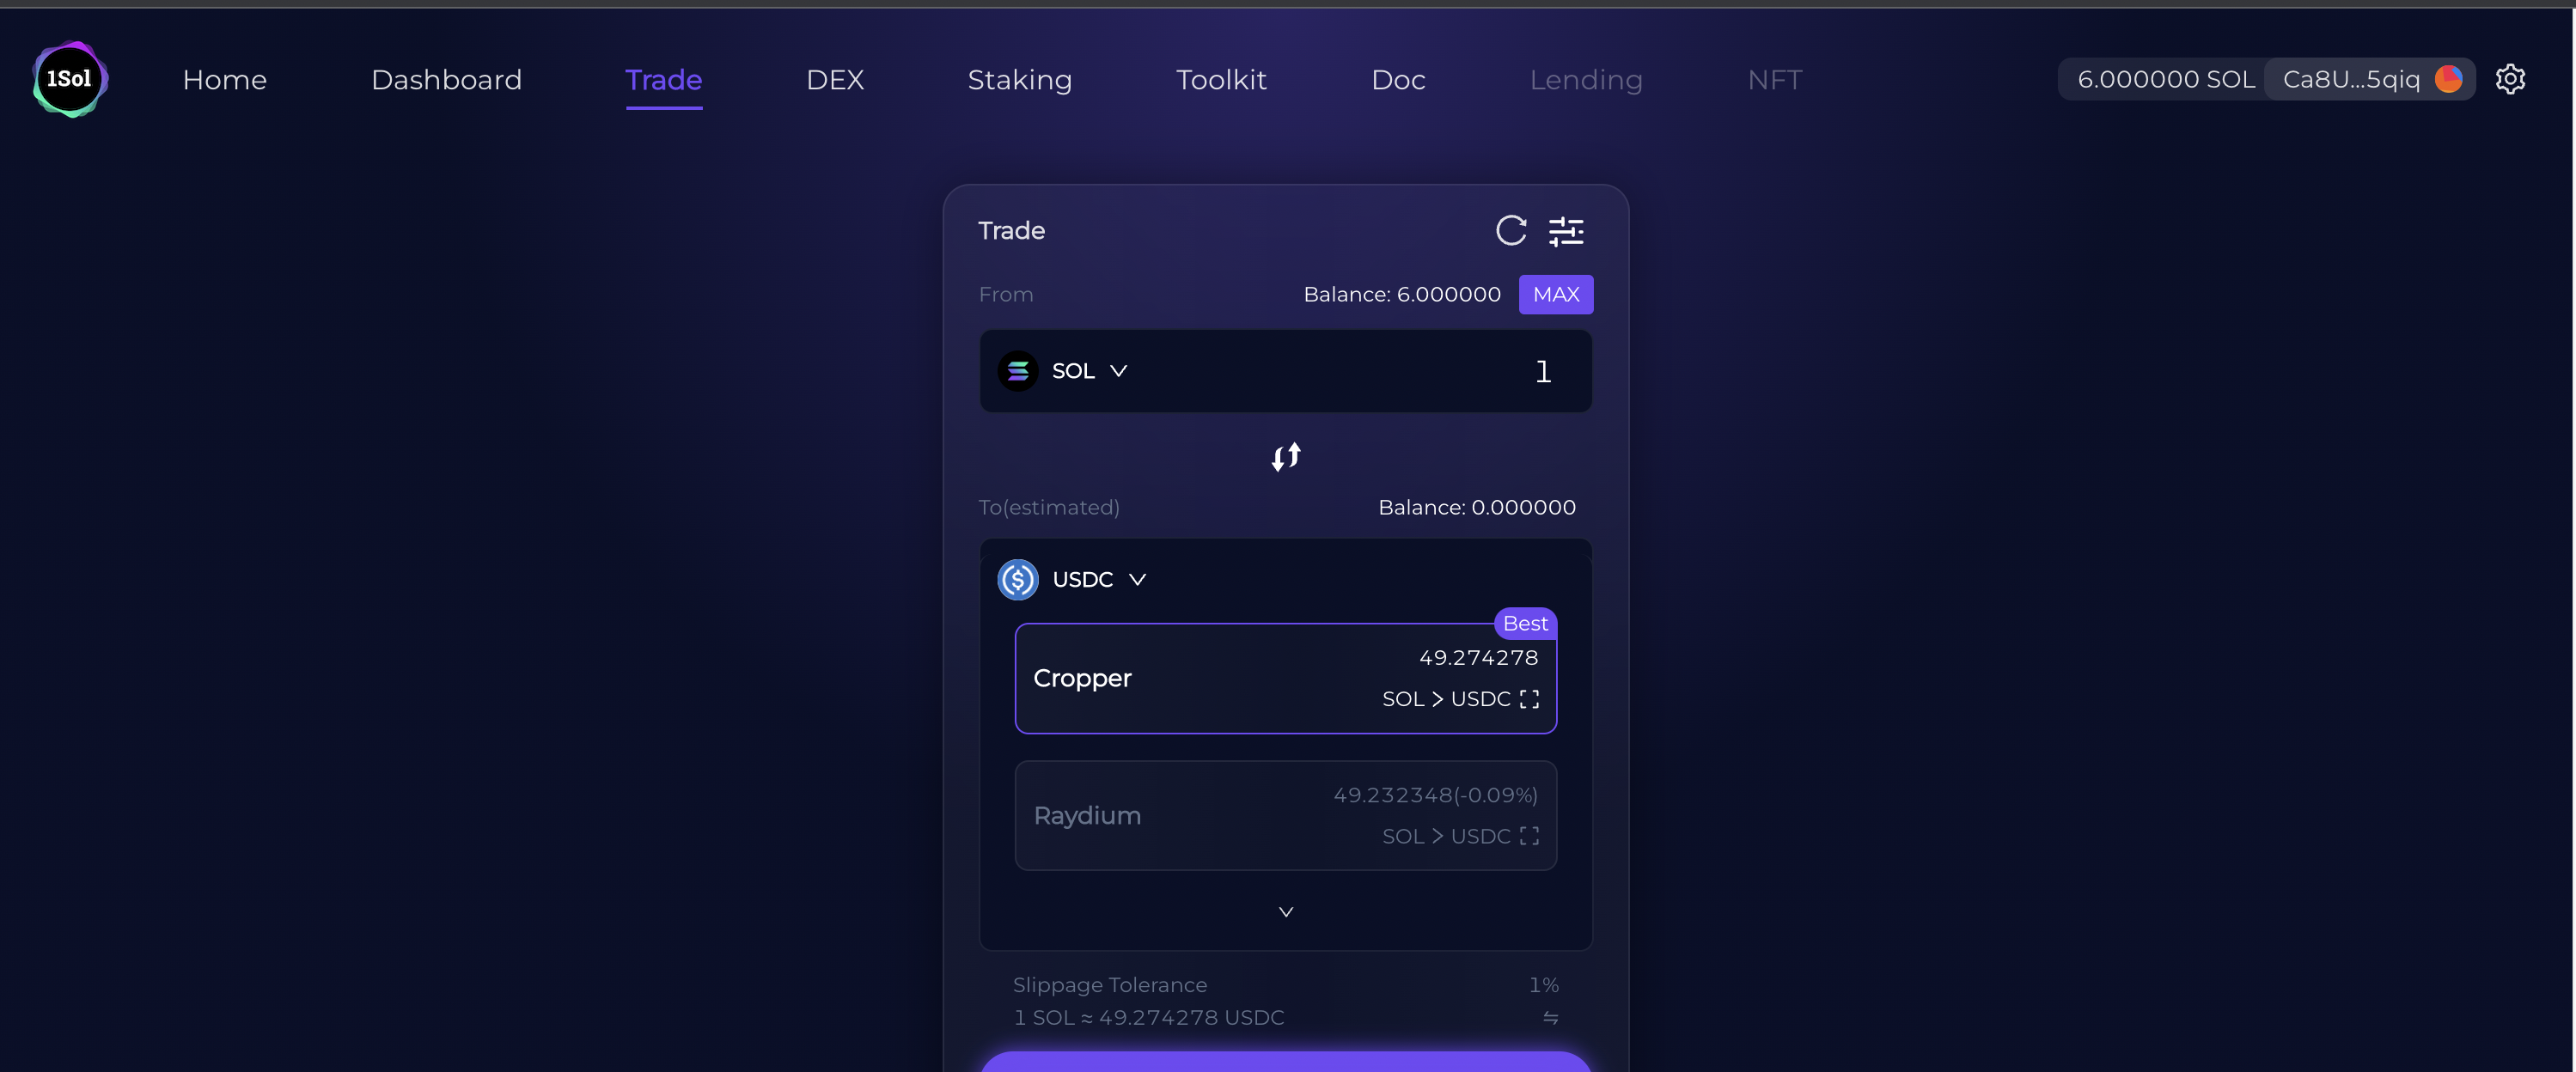 1Sol Home Dashboard Trade DEX Staking Toolkit Doc Lending NFT 6.000000 SOL Ca8U...5qiq
Trade
From Balance: 6.000000 MAX
SOL 1
To(estimated) Balance: 0.000000
USDC
Best
49.274278
Cropper
SOL > USDC
49.232348(-0.09%)
Raydium
SOL > USDC
Slippage Tolerance 1%
1 SOL ≈ 49.274278 USDC